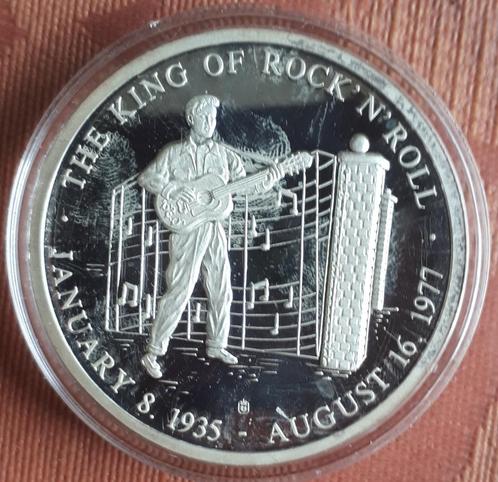 · THE KING OF ROCK'N'ROLL ·
JANUARY 8, 1935 - AUGUST 16, 1977